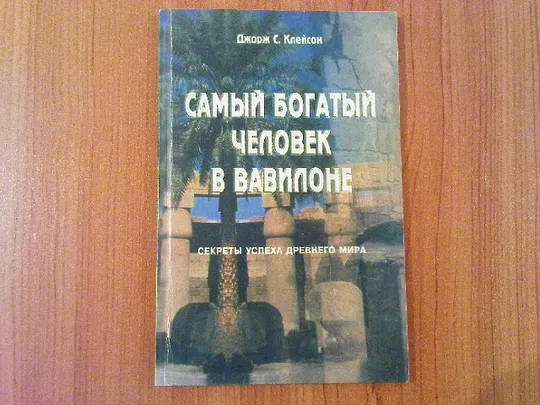 Джорж С. Клейсон
САМЫЙ БОГАТЫЙ
ЧЕЛОВЕК
В ВАВИЛОНЕ
СЕКРЕТЫ УСПЕХА ДРЕВНЕГО МИРА